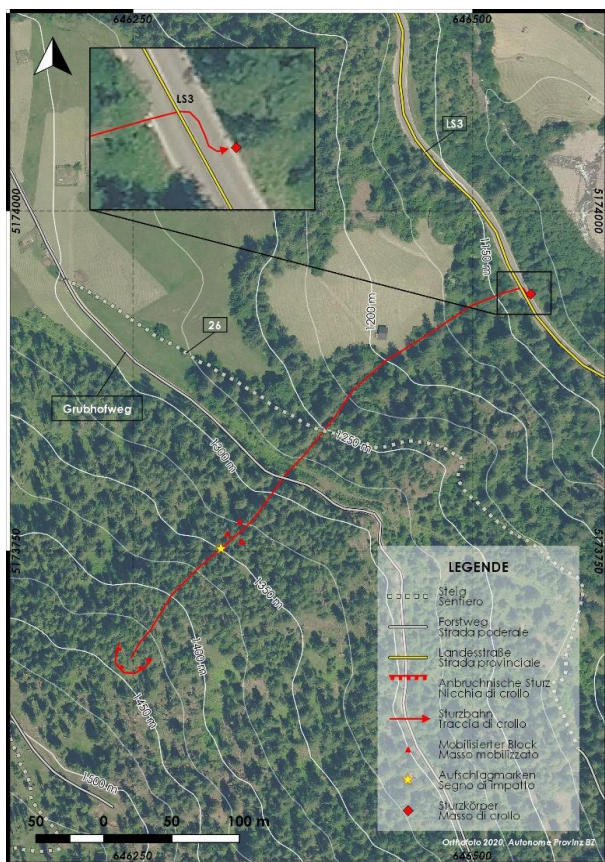 646250
646500
LS3
LS3
5174000
5174000
1150 m
1200 m
26
Grubhofweg
1250 m
1300 m
5173750
1350 m
1400 m
1450 m
1500 m
LEGENDE
Steig
Sentiero
Forstweg
Strada poderale
Landesstraße
Strada provinciale
Anbruchnische Sturz
Nicchia di crollo
Sturzbahn
Traccia di crollo
Mobilisierter Block
Masso mobilizzato
Aufschlagmarken
Segno di impatto
Sturzkörper
Masso di crollo
50 0 50 100 m
Orthofoto 2020, Autonome Provinz BZ
646250
646500